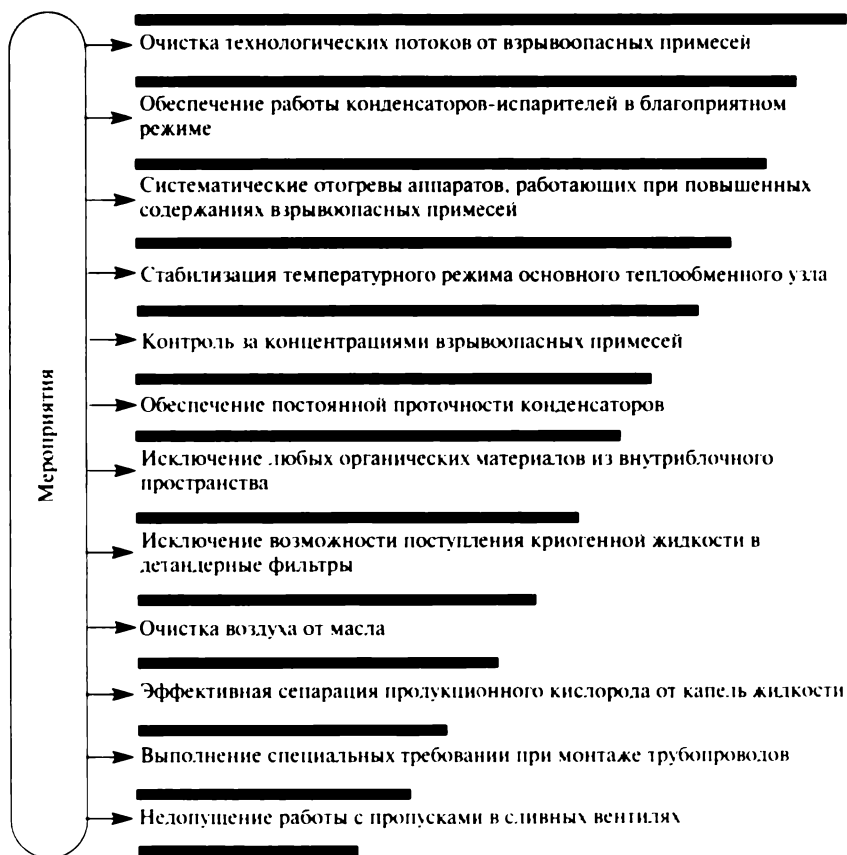 Мероприятия
Очистка технологических потоков от взрывоопасных примесей
Обеспечение работы конденсаторов-испарителей в благоприятном
режиме
Систематические отогревы аппаратов, работающих при повышенных
содержаниях взрывоопасных примесей
Стабилизация температурного режима основного теплообменного узла
Контроль за концентрациями взрывоопасных примесей
Обеспечение постоянной проточности конденсаторов
Исключение любых органических материалов из внутриблочного
пространства
Исключение возможности поступления криогенной жидкости в
детандерные фильтры
Очистка воздуха от масла
Эффективная сепарация продукционного кислорода от капель жидкости
Выполнение специальных требовании при монтаже трубопроводов
Недопущение работы с пропусками в сливных вентилях